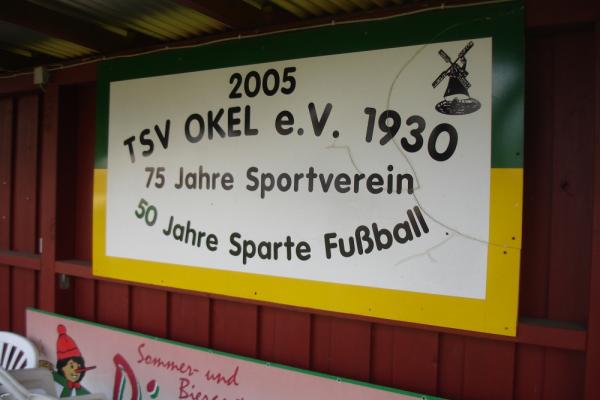 2005
TSV OKEL e.V. 1930
75 Jahre Sportverein
50 Jahre Sparte Fußball
Sommer- und